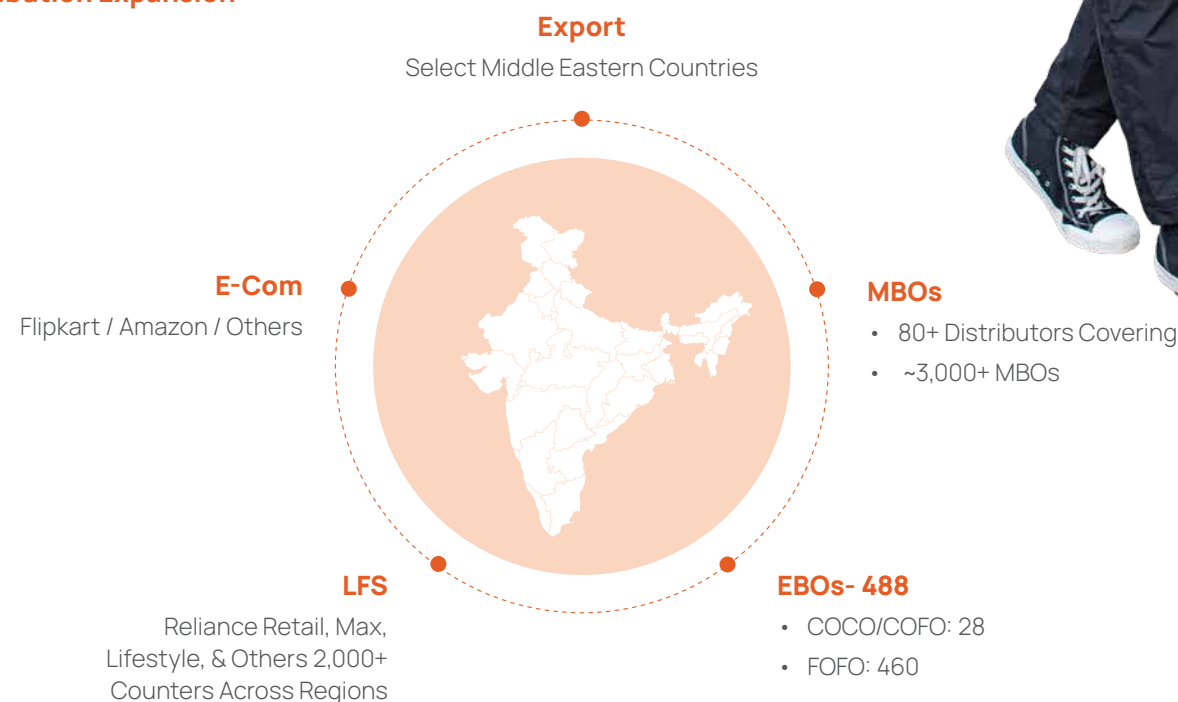 Expansion
Export
Select Middle Eastern Countries
E-Com
Flipkart / Amazon / Others
MBOs
• 80+ Distributors Covering
• ~3,000+ MBOs
LFS
Reliance Retail, Max,
Lifestyle, & Others 2,000+
Counters Across Regions
EBOs- 488
• COCO/COFO: 28
• FOFO: 460